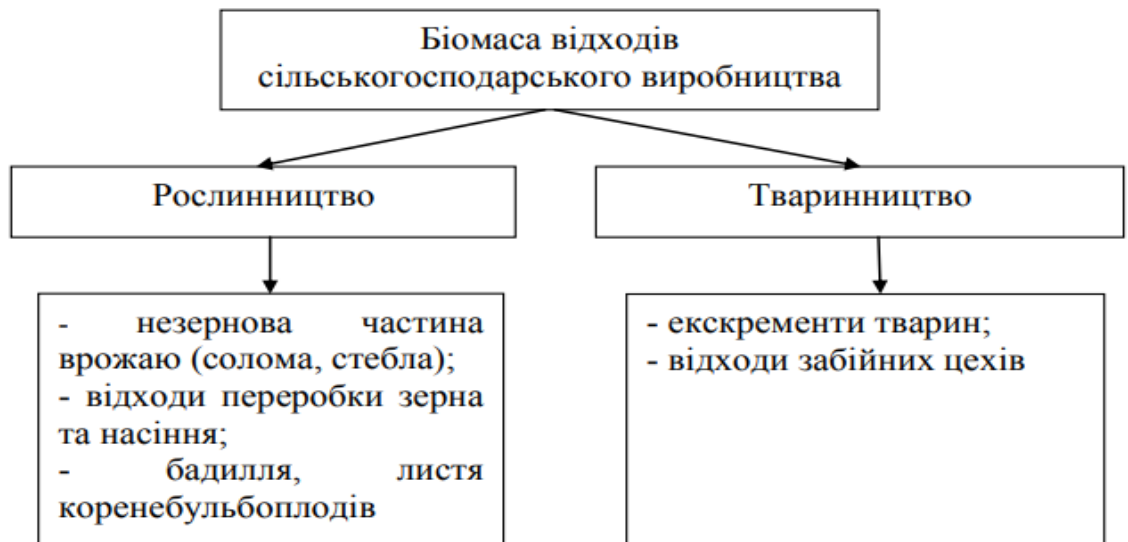 Біомаса відходів
сільськогосподарського виробництва
Рослинництво
Тваринництво
- незернова частина
врожаю (солома, стебла);
- відходи переробки зерна
та насіння;
- бадилля, листя
коренебульбоплодів
- екскременти тварин;
- відходи забійних цехів